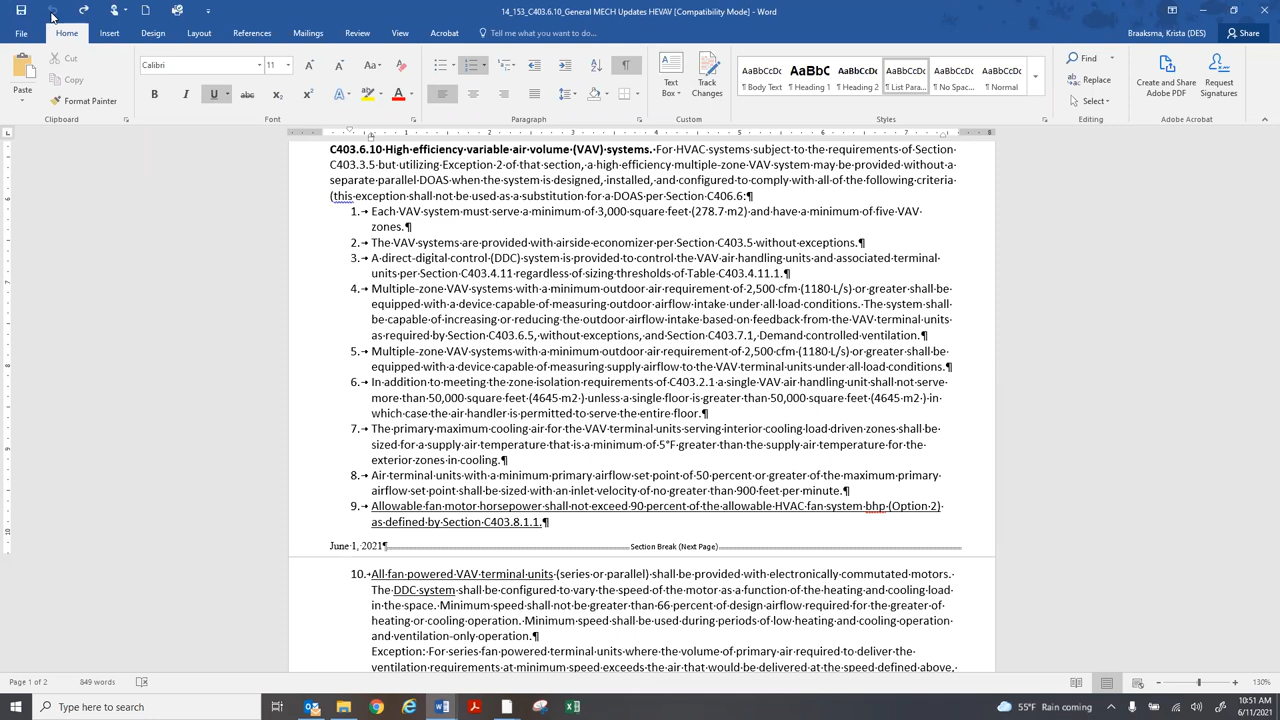 14_153_C403.6.10_General MECH Updates HEVAV [Compatibility Mode] - Word
Braaksma, Krista (DES)
File Home Insert Design Layout References Mailings Review View Acrobat Tell me what you want to do... Share
Paste Cut Copy Format Painter Clipboard
Calibri 11 Font
Paragraph
Text Box Track Changes Custom
AaBbCcDc AaBbC AaBbCcDc AaBbCcDc AaBbCcDc AaBbCcDc
¶ Body Text ¶ Heading 1 ¶ Heading 2 ¶ List Para... ¶ No Spac... ¶ Normal Styles
Find Replace Select Editing
Create and Share Adobe PDF Request Signatures Adobe Acrobat
1 2 3 4 5 6 7 8
C403.6.10·High·efficiency·variable·air·volume·(VAV)·systems.·For·HVAC·systems·subject·to·the·requirements·of·Section·
C403.3.5·but·utilizing·Exception·2·of·that·section,·a·high·efficiency·multiple-zone·VAV·system·may·be·provided·without·a·
separate·parallel·DOAS·when·the·system·is·designed,·installed,·and·configured·to·comply·with·all·of·the·following·criteria·
(this·exception·shall·not·be·used·as·a·substitution·for·a·DOAS·per·Section·C406.6:¶
1.→Each·VAV·system·must·serve·a·minimum·of·3,000·square·feet·(278.7·m2)·and·have·a·minimum·of·five·VAV·
zones.¶
2.→The·VAV·systems·are·provided·with·airside·economizer·per·Section·C403.5·without·exceptions.¶
3.→A·direct-digital·control·(DDC)·system·is·provided·to·control·the·VAV·air·handling·units·and·associated·terminal·
units·per·Section·C403.4.11·regardless·of·sizing·thresholds·of·Table·C403.4.11.1.¶
4.→Multiple-zone·VAV·systems·with·a·minimum·outdoor·air·requirement·of·2,500·cfm·(1180·L/s)·or·greater·shall·be·
equipped·with·a·device·capable·of·measuring·outdoor·airflow·intake·under·all·load·conditions.·The·system·shall·
be·capable·of·increasing·or·reducing·the·outdoor·airflow·intake·based·on·feedback·from·the·VAV·terminal·units·
as·required·by·Section·C403.6.5,·without·exceptions,·and·Section·C403.7.1,·Demand·controlled·ventilation.¶
5.→Multiple-zone·VAV·systems·with·a·minimum·outdoor·air·requirement·of·2,500·cfm·(1180·L/s)·or·greater·shall·be·
equipped·with·a·device·capable·of·measuring·supply·airflow·to·the·VAV·terminal·units·under·all·load·conditions.¶
6.→In·addition·to·meeting·the·zone·isolation·requirements·of·C403.2.1·a·single·VAV·air·handling·unit·shall·not·serve·
more·than·50,000·square·feet·(4645·m2·)·unless·a·single·floor·is·greater·than·50,000·square·feet·(4645·m2·)·in·
which·case·the·air·handler·is·permitted·to·serve·the·entire·floor.¶
7.→The·primary·maximum·cooling·air·for·the·VAV·terminal·units·serving·interior·cooling·load·driven·zones·shall·be·
sized·for·a·supply·air·temperature·that·is·a·minimum·of·5°F·greater·than·the·supply·air·temperature·for·the·
exterior·zones·in·cooling.¶
8.→Air·terminal·units·with·a·minimum·primary·airflow·set·point·of·50·percent·or·greater·of·the·maximum·primary·
airflow·set·point·shall·be·sized·with·an·inlet·velocity·of·no·greater·than·900·feet·per·minute.¶
9.→Allowable·fan·motor·horsepower·shall·not·exceed·90·percent·of·the·allowable·HVAC·fan·system·bhp·(Option·2)·
as·defined·by·Section·C403.8.1.1.¶
June·1,·2021¶ Section Break (Next Page)
10.→All·fan·powered·VAV·terminal·units·(series·or·parallel)·shall·be·provided·with·electronically·commutated·motors.·
The·DDC·system·shall·be·configured·to·vary·the·speed·of·the·motor·as·a·function·of·the·heating·and·cooling·load·
in·the·space.·Minimum·speed·shall·not·be·greater·than·66·percent·of·design·airflow·required·for·the·greater·of·
heating·or·cooling·operation.·Minimum·speed·shall·be·used·during·periods·of·low·heating·and·cooling·operation·
and·ventilation-only·operation.¶
Exception:·For·series·fan·powered·terminal·units·where·the·volume·of·primary·air·required·to·deliver·the·
ventilation·requirements·at·minimum·speed·exceeds·the·air·that·would·be·delivered·at·the·speed·defined·above,·
Page 1 of 2 849 words 130%
Type here to search 55°F Raining 10:51 AM
6/11/2021